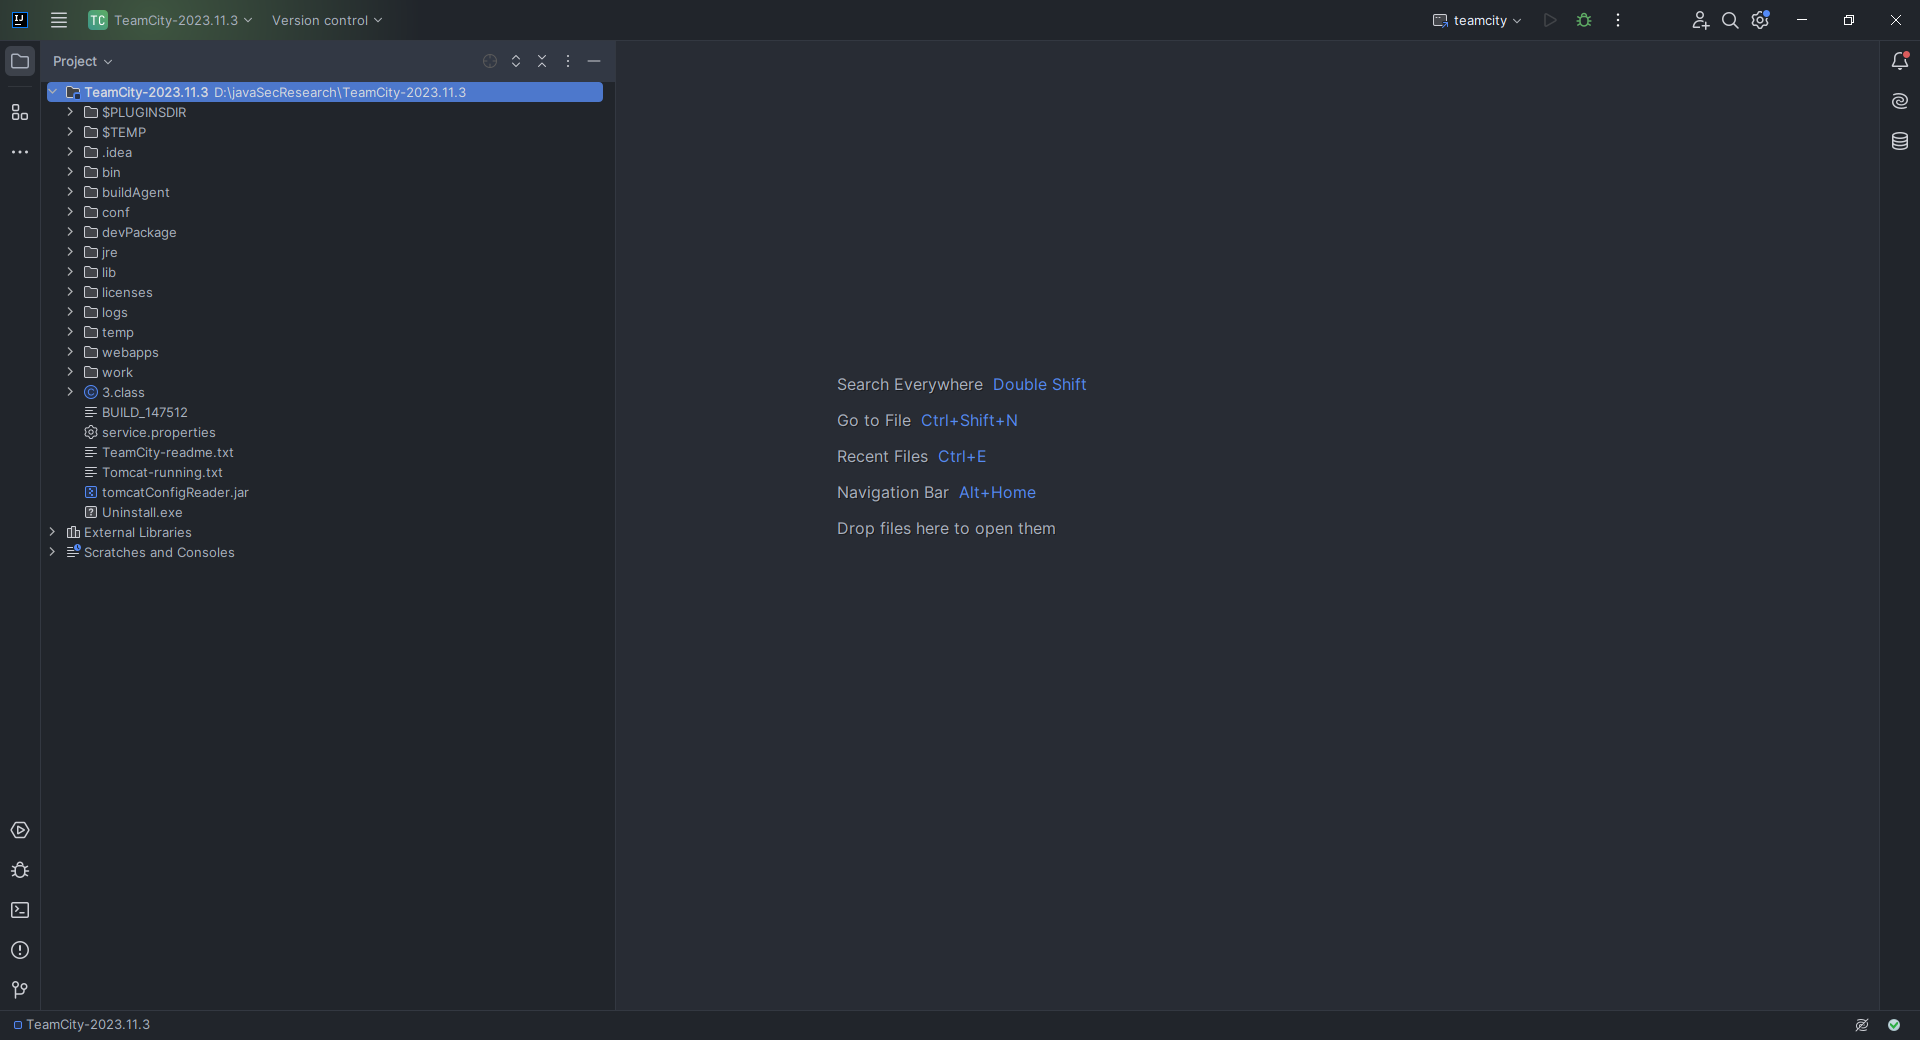 TC TeamCity-2023.11.3 Version control teamcity
Project
TeamCity-2023.11.3 D:\javaSecResearch\TeamCity-2023.11.3
$PLUGINSDIR
$TEMP
.idea
bin
buildAgent
conf
devPackage
jre
lib
licenses
logs
temp
webapps
work
3.class
BUILD_147512
service.properties
TeamCity-readme.txt
Tomcat-running.txt
tomcatConfigReader.jar
Uninstall.exe
External Libraries
Scratches and Consoles
Search Everywhere Double Shift
Go to File Ctrl+Shift+N
Recent Files Ctrl+E
Navigation Bar Alt+Home
Drop files here to open them
TeamCity-2023.11.3